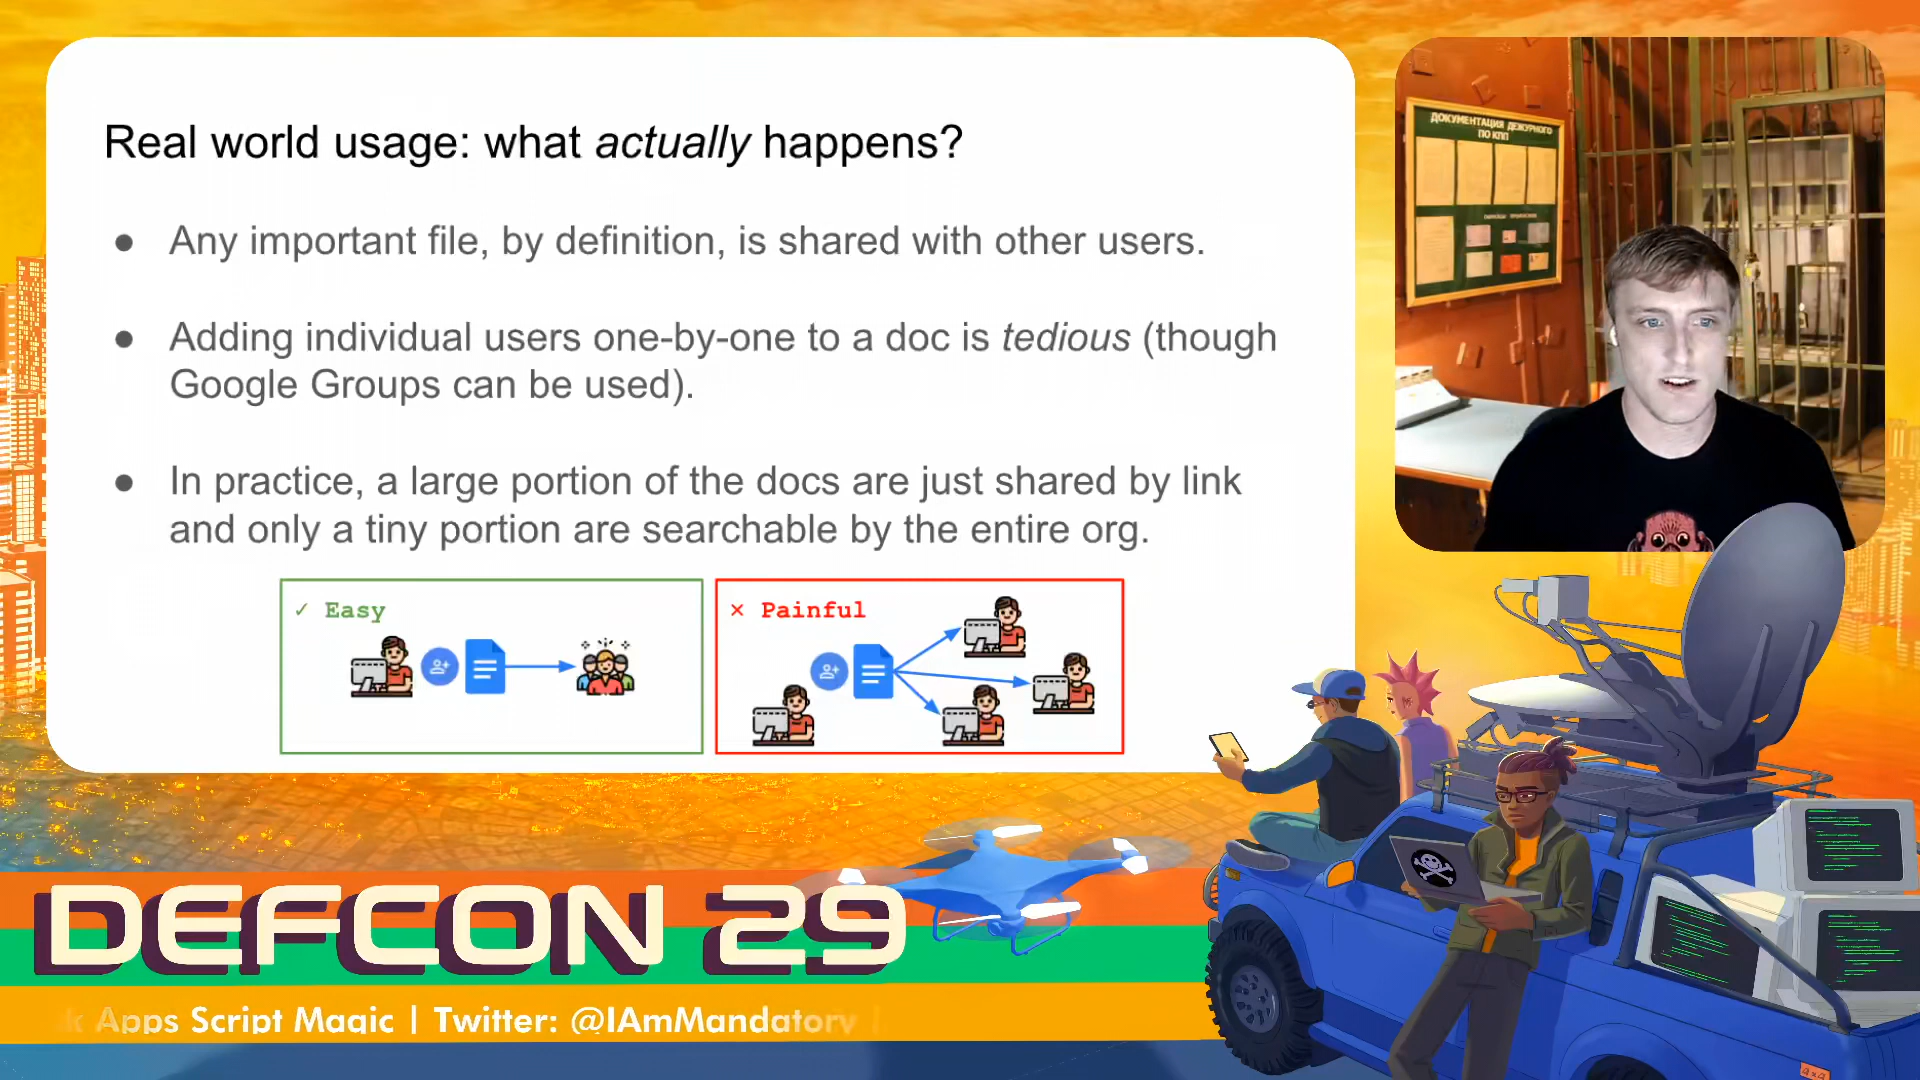 Real world usage: what actually happens?
● Any important file, by definition, is shared with other users.
● Adding individual users one-by-one to a doc is tedious (though
Google Groups can be used).
● In practice, a large portion of the docs are just shared by link
and only a tiny portion are searchable by the entire org.
✓ Easy
× Painful
ДОКУМЕНТАЦИЯ ДЕЖУРНОГО
ПО КПП
DEFCON 29
k Apps Script Magic | Twitter: @IAmMandatory |
4x4